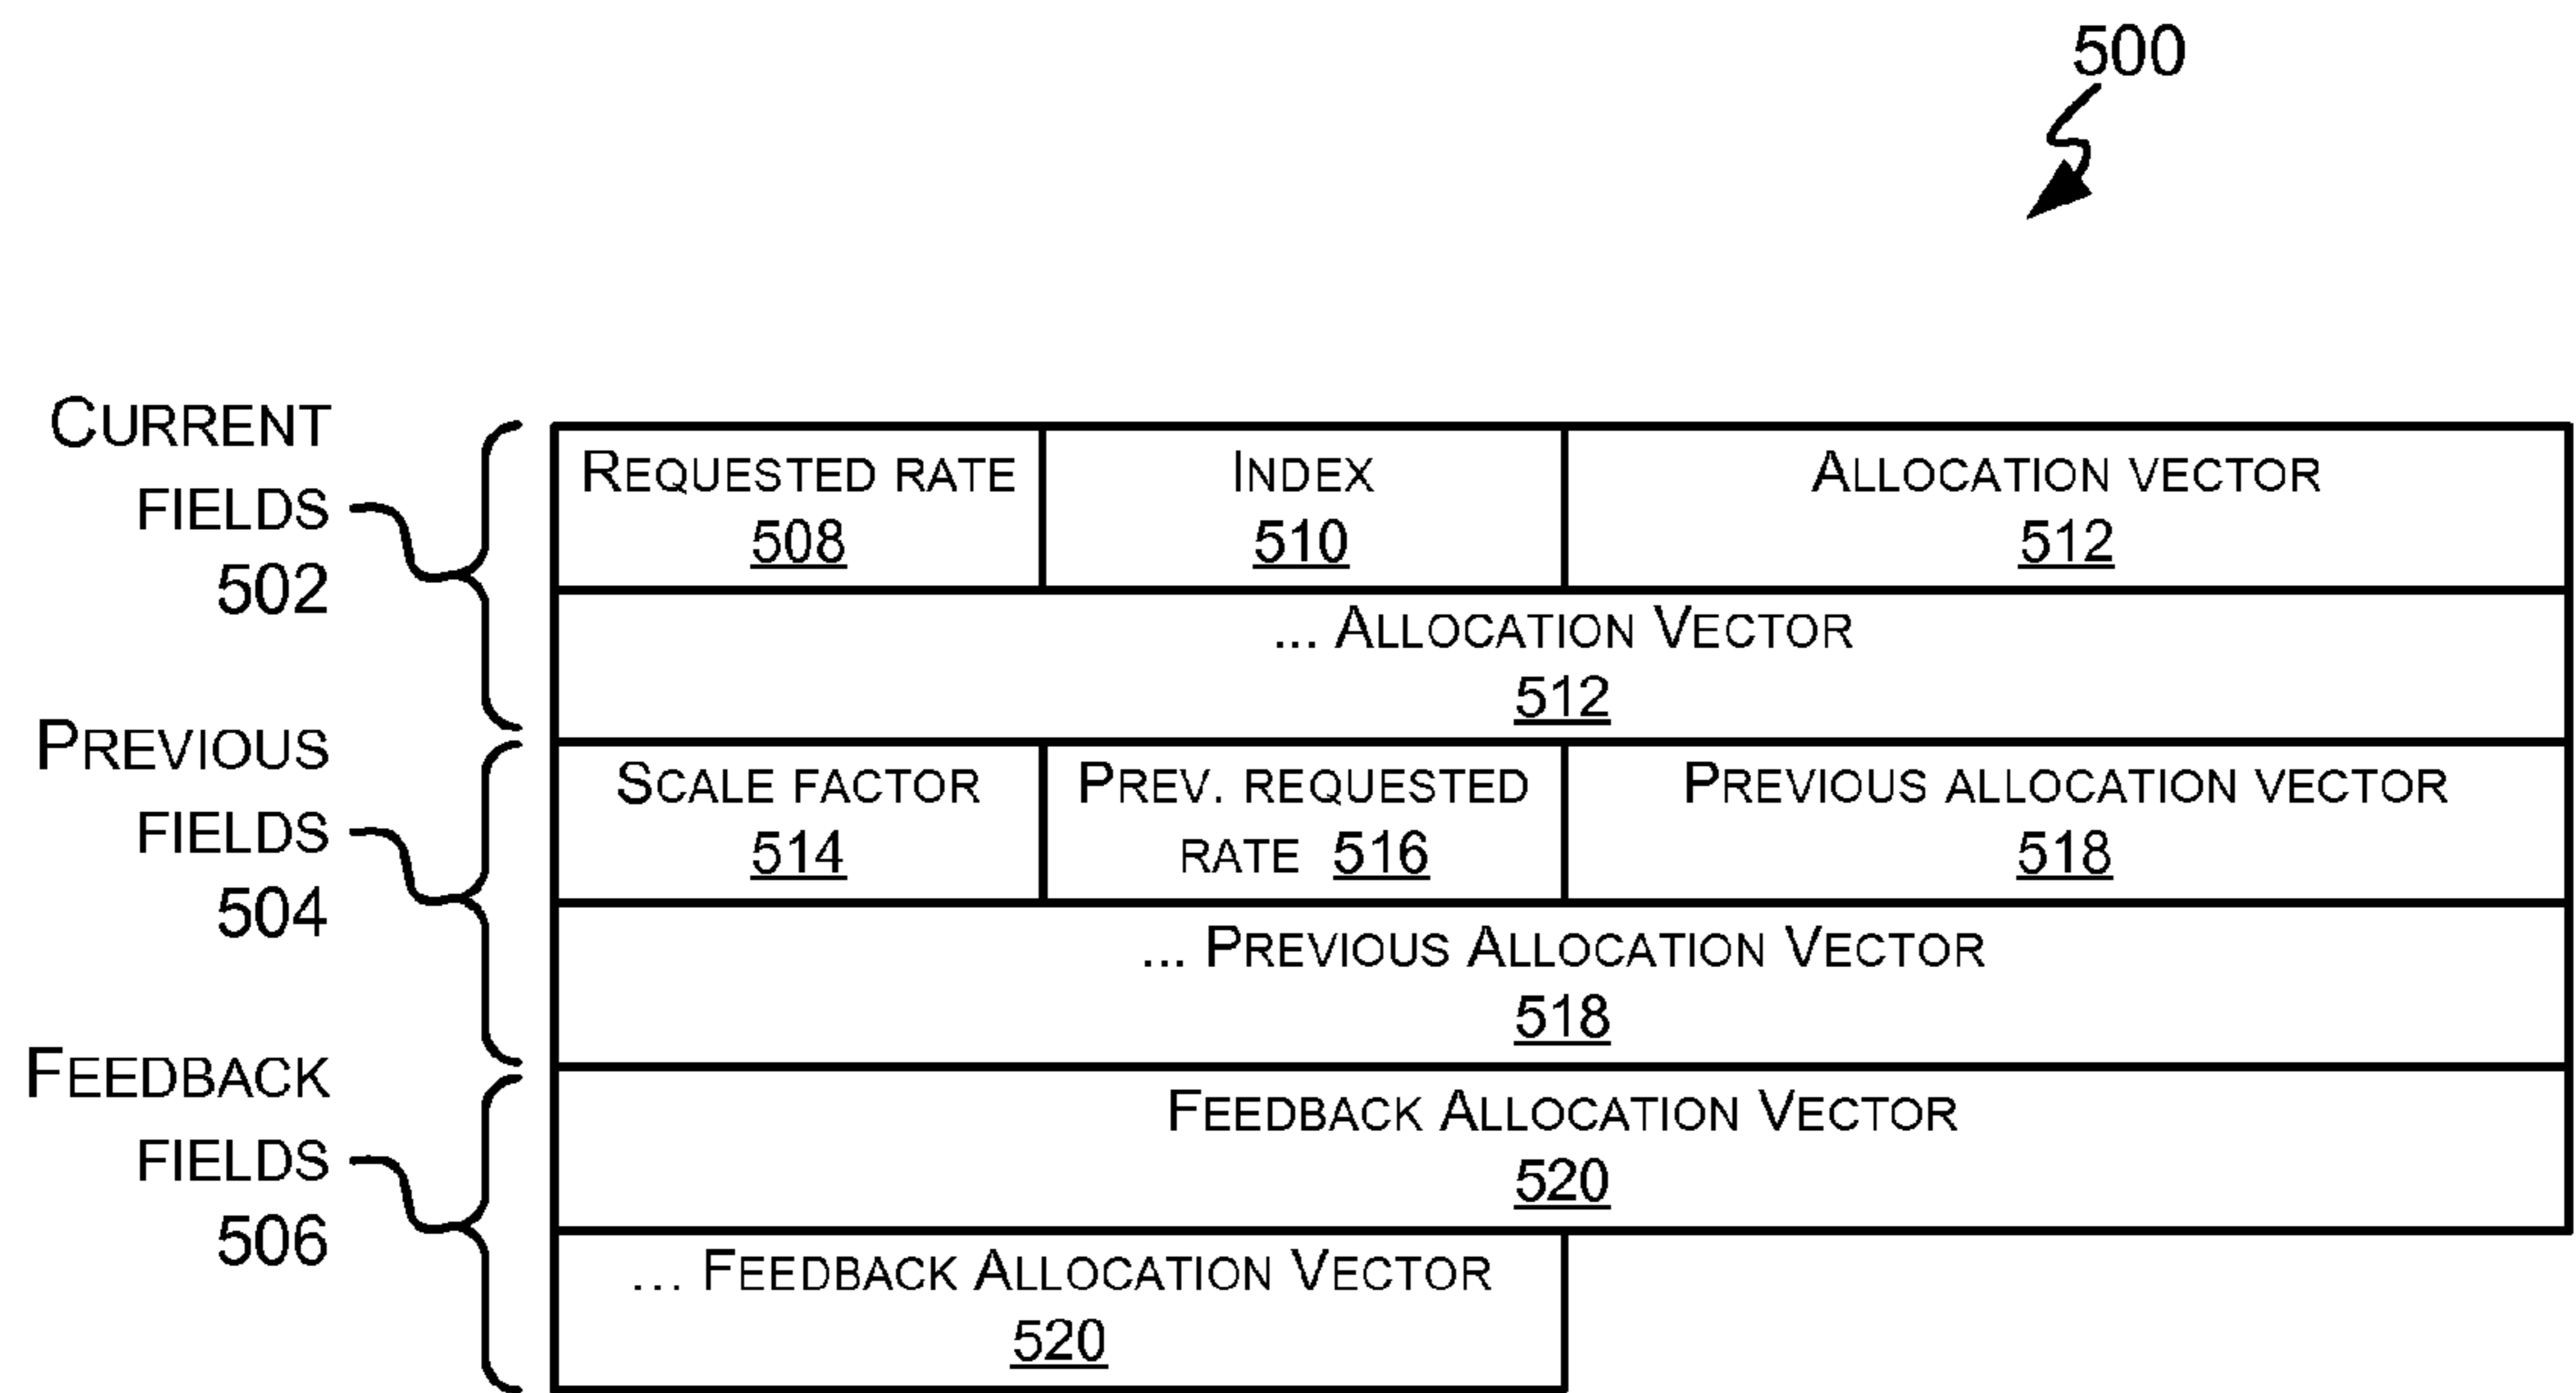 500
CURRENT
FIELDS
502
REQUESTED RATE
508
INDEX
510
ALLOCATION VECTOR
512
... ALLOCATION VECTOR
512
PREVIOUS
FIELDS
504
SCALE FACTOR
514
PREV. REQUESTED
RATE 516
PREVIOUS ALLOCATION VECTOR
518
... PREVIOUS ALLOCATION VECTOR
518
FEEDBACK
FIELDS
506
FEEDBACK ALLOCATION VECTOR
520
... FEEDBACK ALLOCATION VECTOR
520